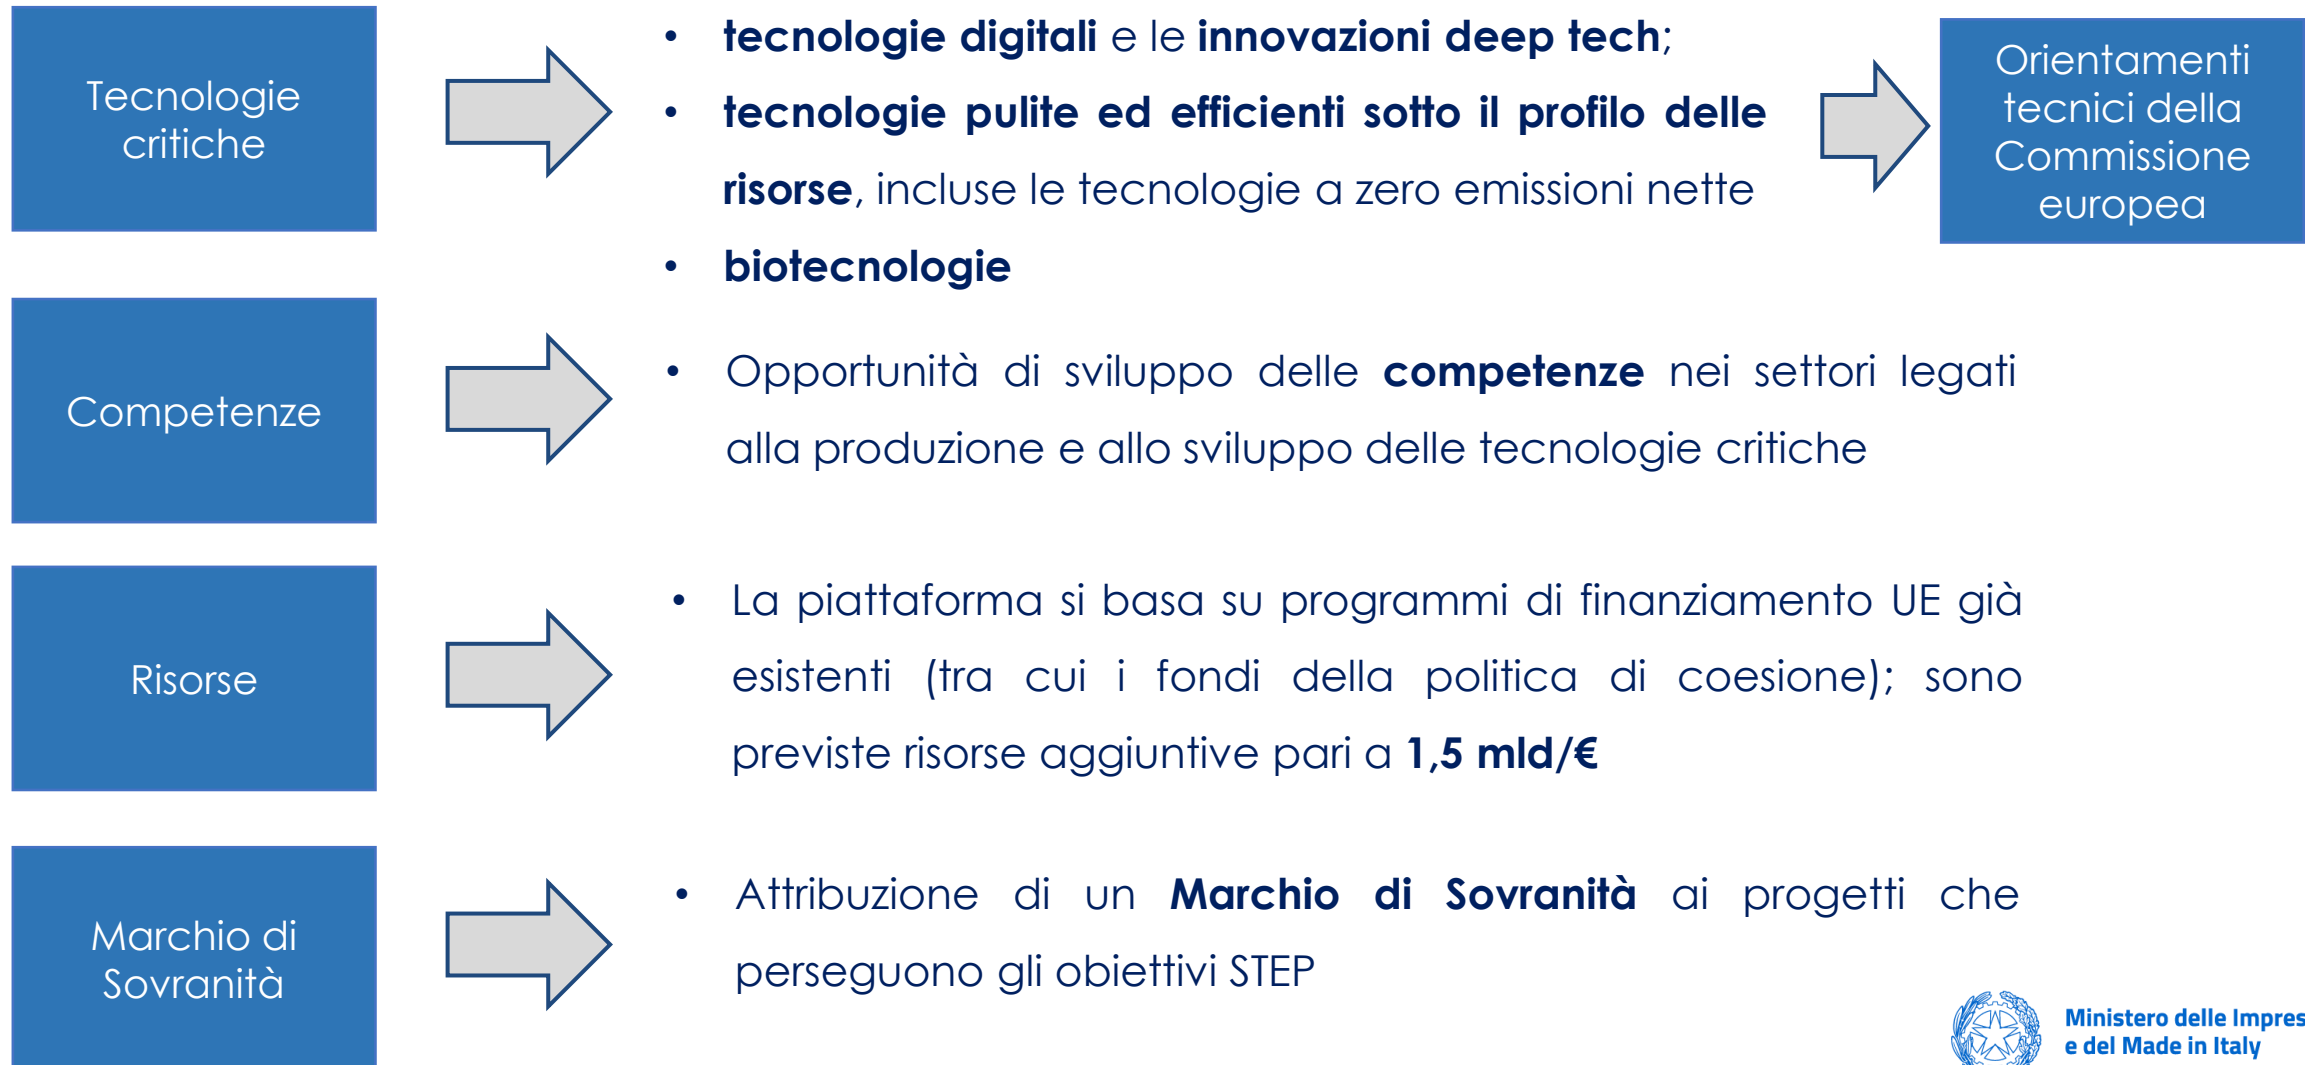 Tecnologie
critiche
• tecnologie digitali e le innovazioni deep tech;
• tecnologie pulite ed efficienti sotto il profilo delle
risorse, incluse le tecnologie a zero emissioni nette
• biotecnologie
Orientamenti
tecnici della
Commissione
europea
Competenze
• Opportunità di sviluppo delle competenze nei settori legati
alla produzione e allo sviluppo delle tecnologie critiche
Risorse
• La piattaforma si basa su programmi di finanziamento UE già
esistenti (tra cui i fondi della politica di coesione); sono
previste risorse aggiuntive pari a 1,5 mld/€
Marchio di
Sovranità
• Attribuzione di un Marchio di Sovranità ai progetti che
perseguono gli obiettivi STEP
Ministero delle Impres
e del Made in Italy